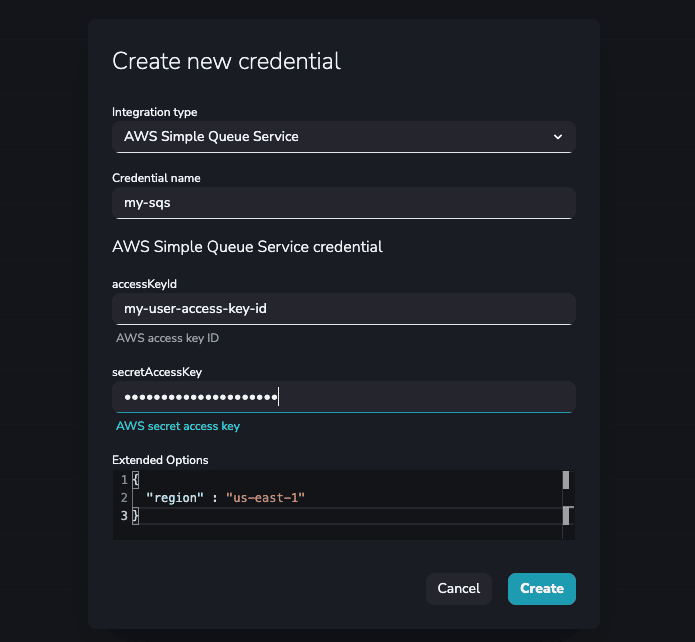 Create new credential
Integration type
AWS Simple Queue Service
Credential name
my-sqs
AWS Simple Queue Service credential
accessKeyId
my-user-access-key-id
AWS access key ID
secretAccessKey
•••••••••••••••••••••
AWS secret access key
Extended Options
1 {
2 "region" : "us-east-1"
3 }
Cancel Create